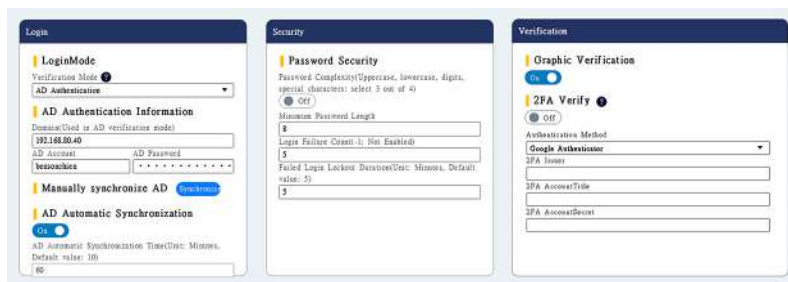 Login
LoginMode
Verification Mode ?
AD Authentication
AD Authentication Information
Domain(Used in AD verification mode)
192.168.80.40
AD Account AD Password
bensonchien ••••••••••••
Manually synchronize AD Synchronize
AD Automatic Synchronization
On
AD Automatic Synchronization Time(Unit: Minutes,
Default value: 10)
60
Security
Password Security
Password Complexity(Uppercase, lowercase, digits,
special characters: select 3 out of 4)
Off
Minimum Password Length
8
Login Failure Count(-1: Not Enabled)
5
Failed Login Lockout Duration(Unit: Minutes, Default
value: 5)
5
Verification
Graphic Verification
On
2FA Verify ?
Off
Authentication Method
Google Authenticator
2FA Issuer
2FA AccountTitle
2FA AccountSecret